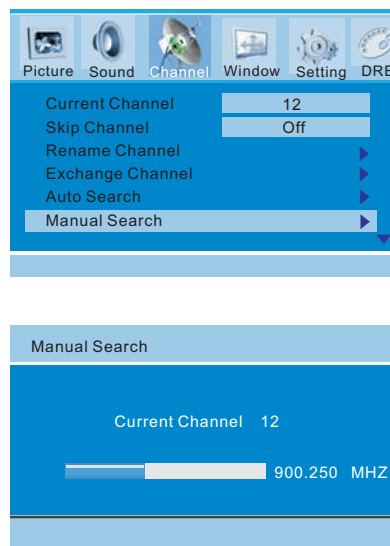 Picture Sound Channel Window Setting DRE
Current Channel 12
Skip Channel Off
Rename Channel
Exchange Channel
Auto Search
Manual Search
Manual Search
Current Channel 12
900.250 MHZ